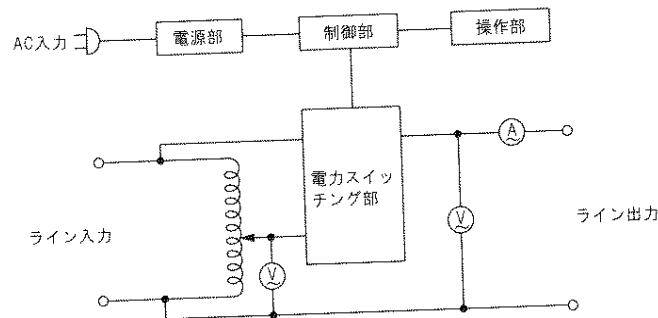 AC入力
電源部
制御部
操作部
電力スイッ
チング部
A
V
V
ライン入力
ライン出力